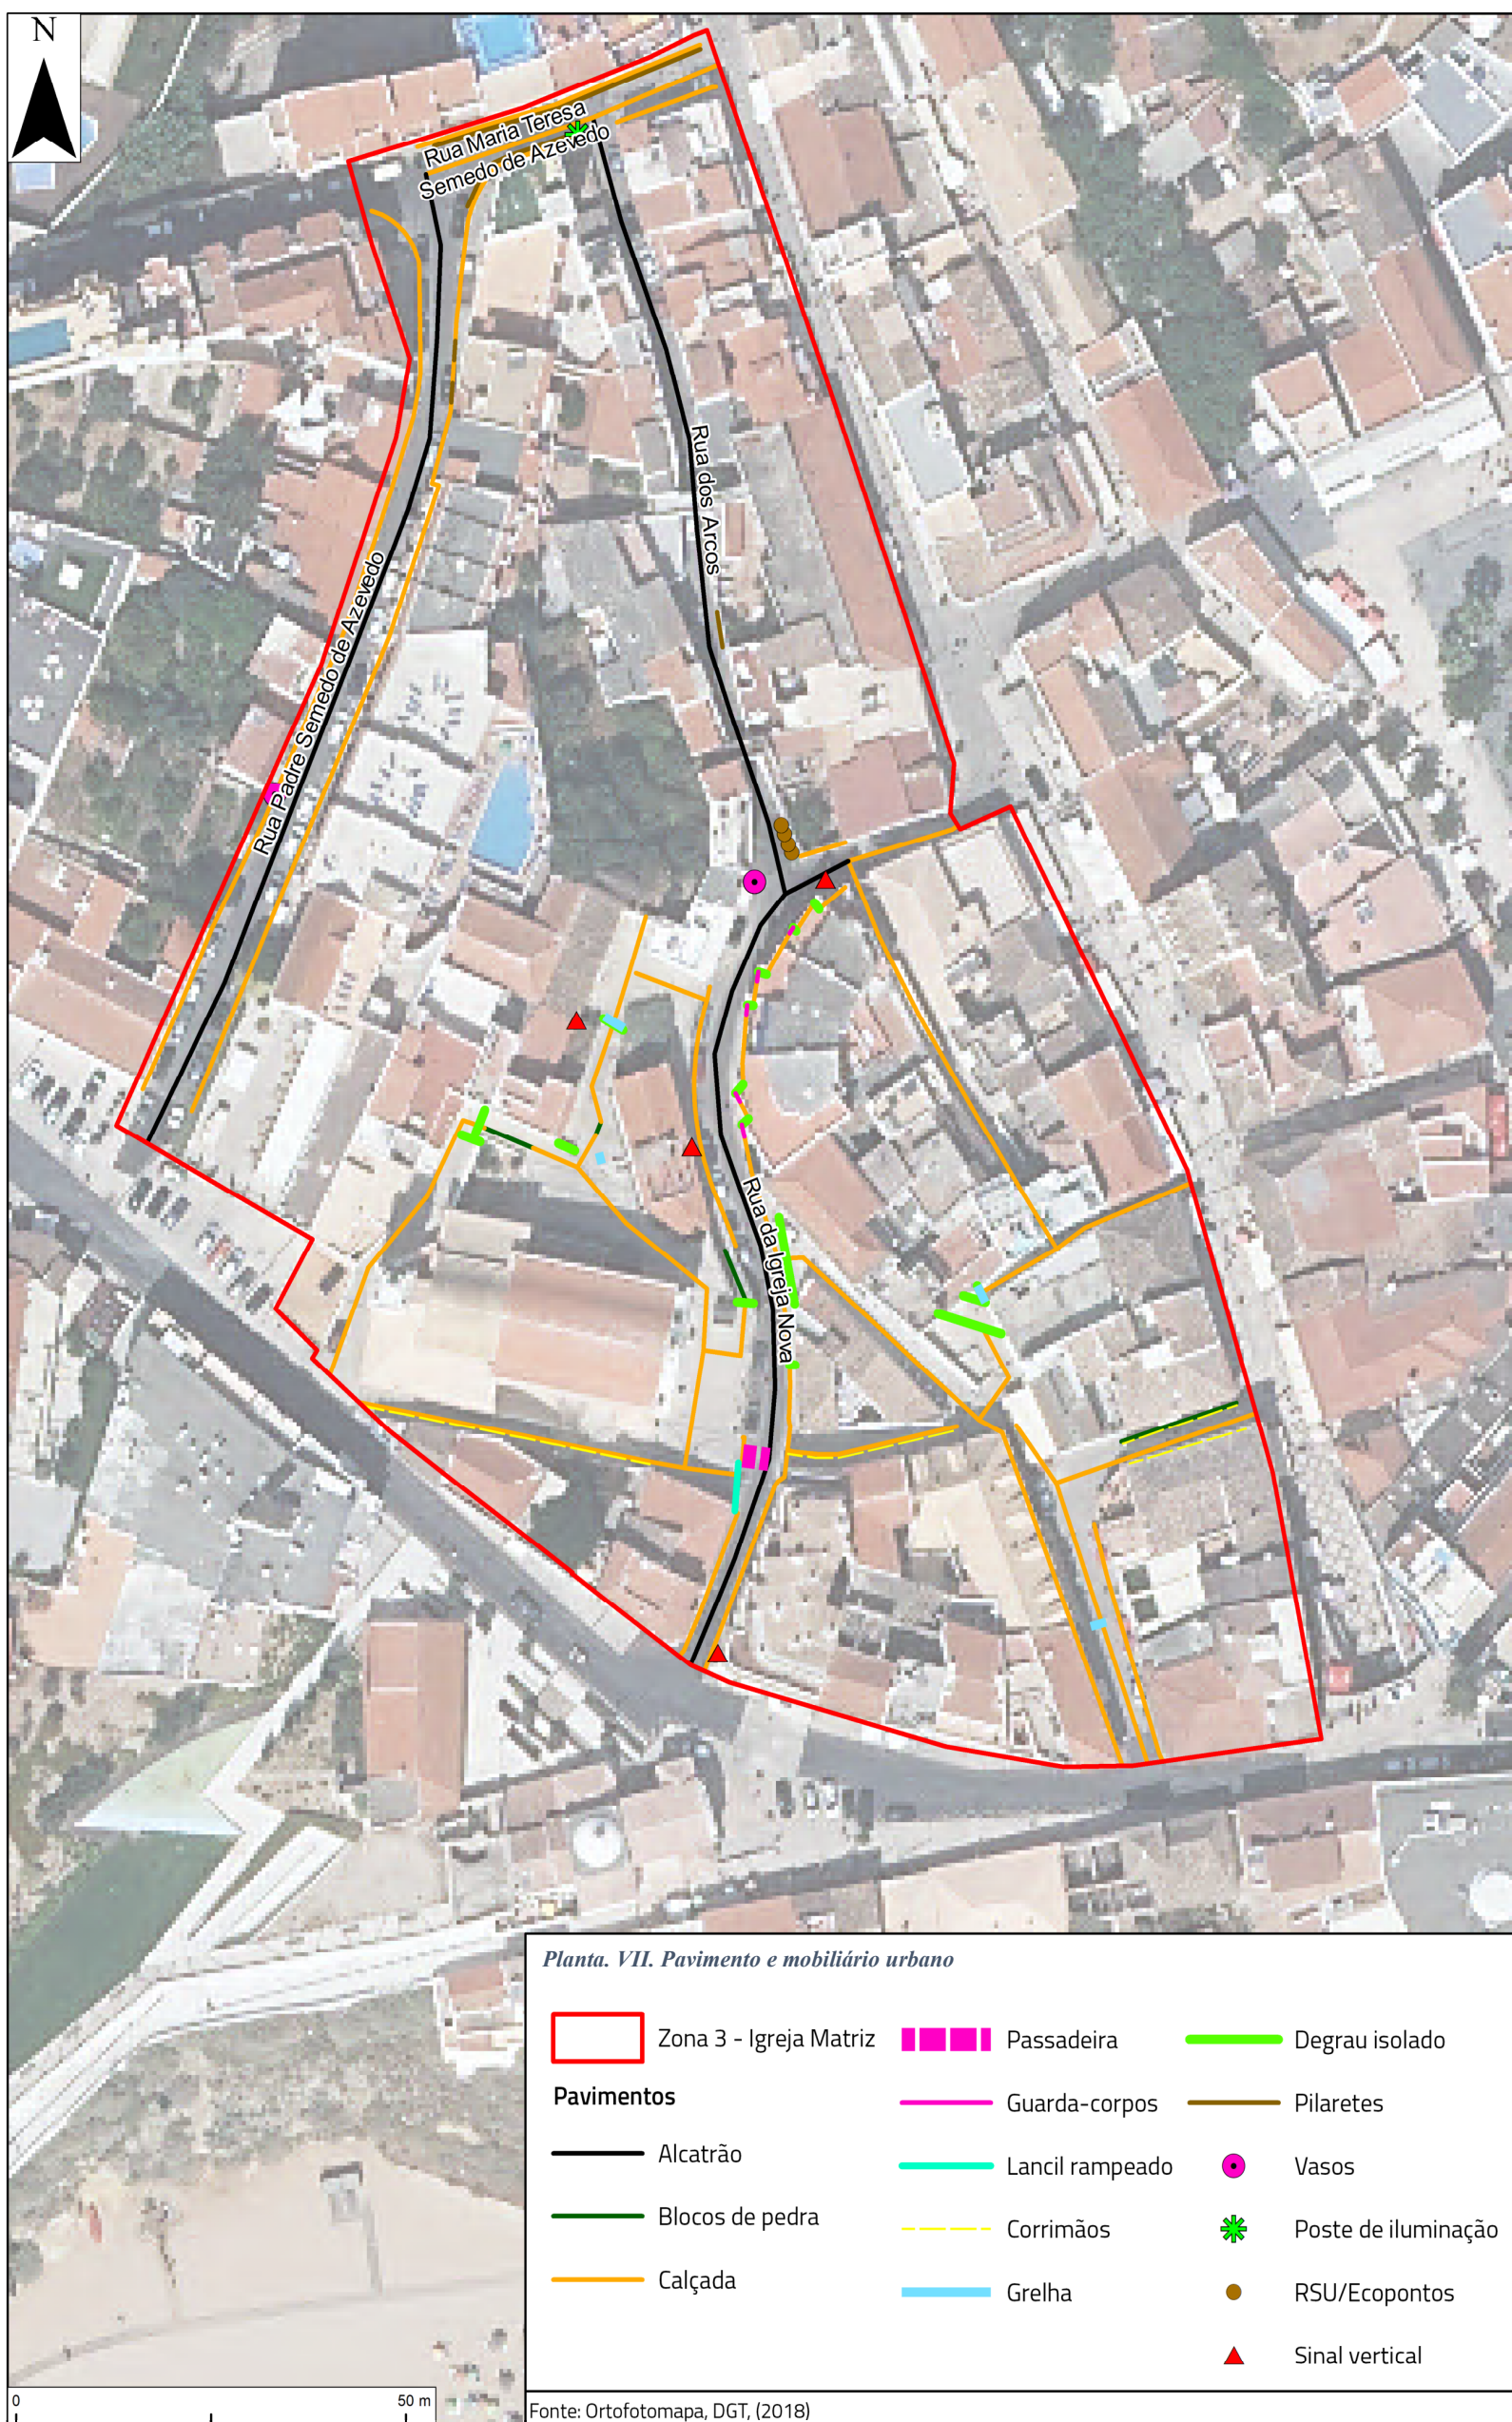 N
Rua Maria Teresa
Semedo de Azevedo
Rua dos Arcos
Rua Padre Semedo de Azevedo
Rua da Igreja Nova
Planta. VII. Pavimento e mobiliário urbano
Zona 3 - Igreja Matriz
Pavimentos
Alcatrão
Blocos de pedra
Calçada
Passadeira
Guarda-corpos
Lancil rampeado
Corrimãos
Grelha
Degrau isolado
Pilaretes
Vasos
Poste de iluminação
RSU/Ecopontos
Sinal vertical
0 50 m
Fonte: Ortofotomapa, DGT, (2018)